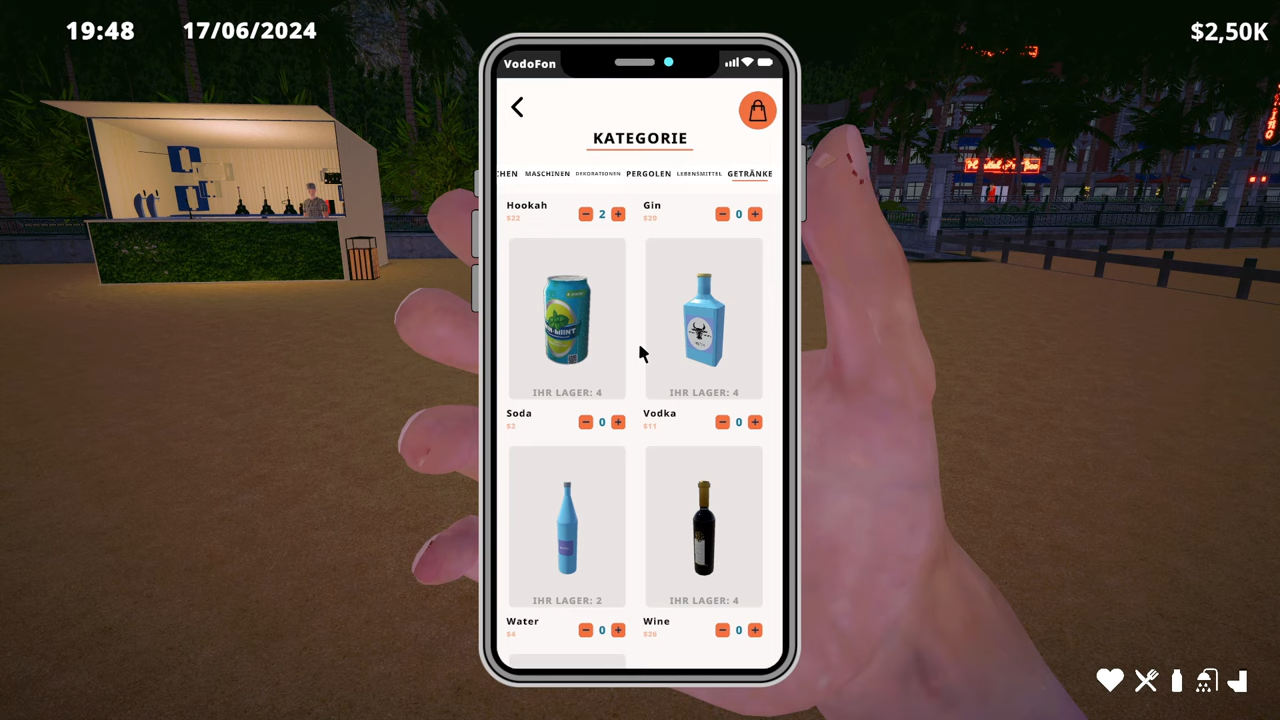 19:48 17/06/2024
$2,50K
VodoFon
KATEGORIE
CHEN MASCHINEN DEKORATIONEN PERGOLEN LEBENSMITTEL GETRÄNKE
Hookah
$22
2
Gin
$20
0
IHR LAGER: 4
IHR LAGER: 4
Soda
$2
0
Vodka
$11
0
IHR LAGER: 2
IHR LAGER: 4
Water
$4
0
Wine
$26
0